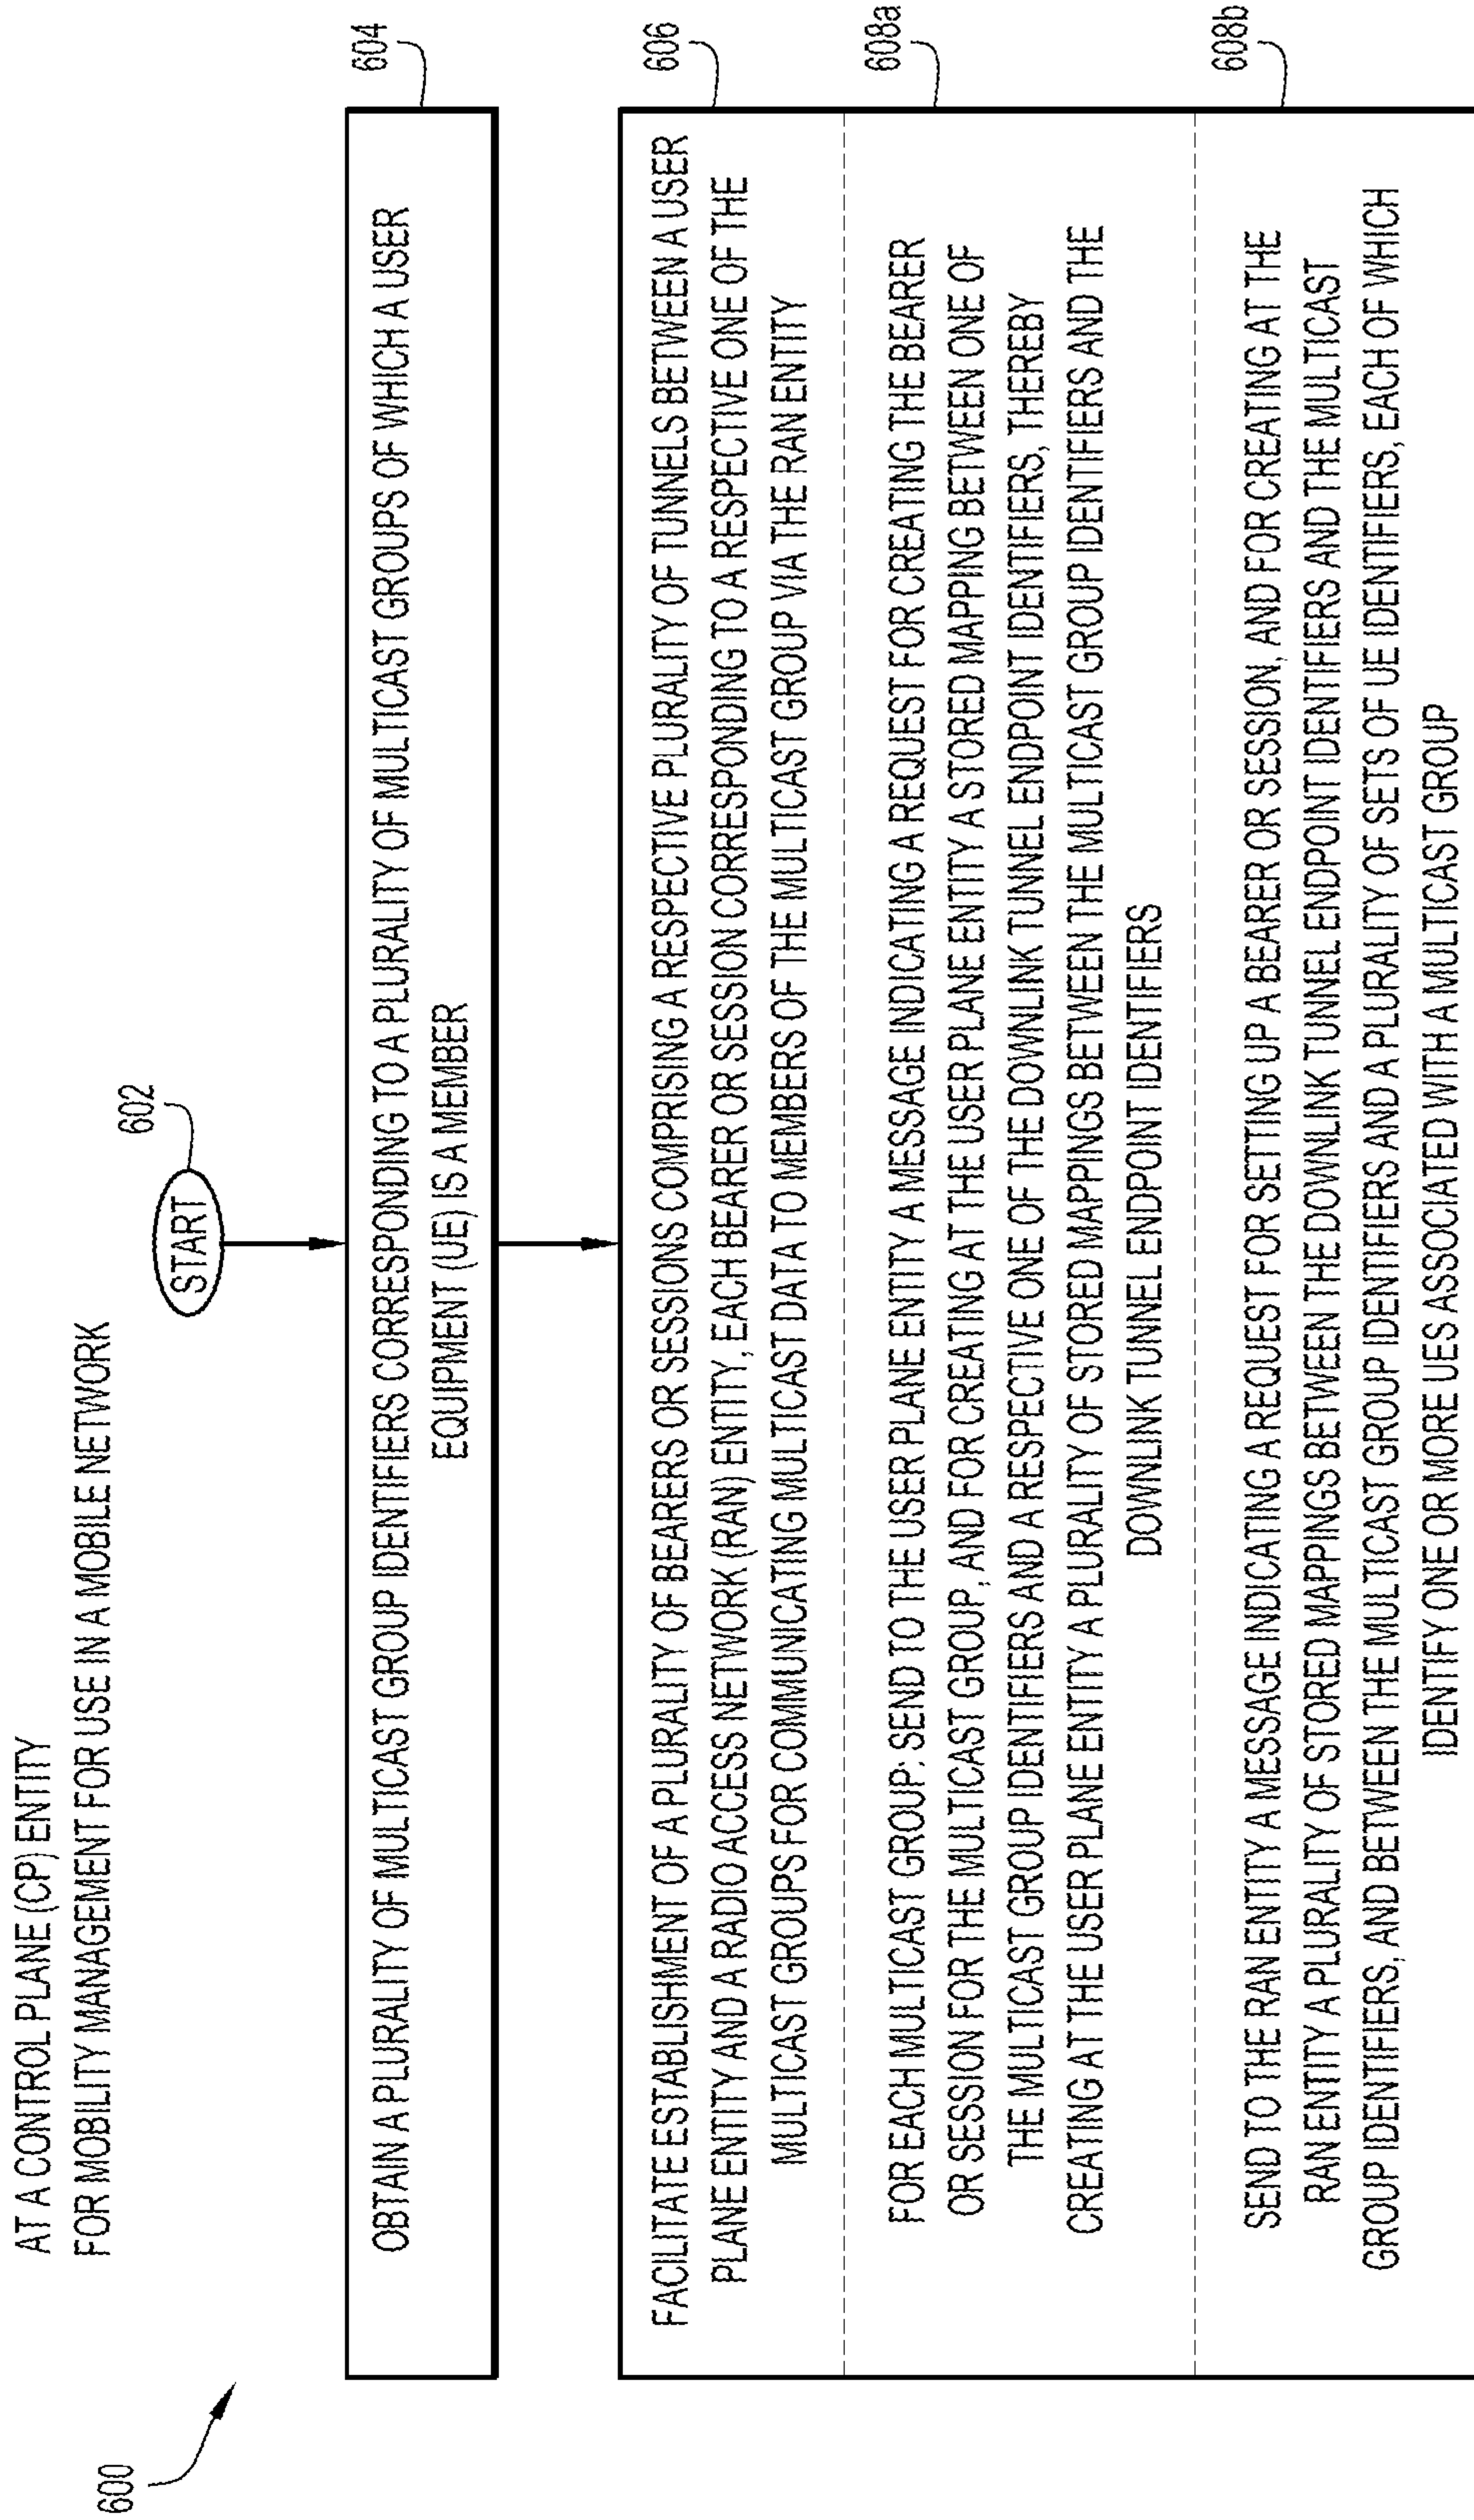 600
AT A CONTROL PLANE (CP) ENTITY
FOR MOBILITY MANAGEMENT FOR USE IN A MOBILE NETWORK
602
START
604
OBTAIN A PLURALITY OF MULTICAST GROUP IDENTIFIERS CORRESPONDING TO A PLURALITY OF MULTICAST GROUPS OF WHICH A USER
EQUIPMENT (UE) IS A MEMBER
606
FACILITATE ESTABLISHMENT OF A PLURALITY OF BEARERS OR SESSIONS COMPRISING A RESPECTIVE PLURALITY OF TUNNELS BETWEEN A USER
PLANE ENTITY AND A RADIO ACCESS NETWORK (RAN) ENTITY, EACH BEARER OR SESSION CORRESPONDING TO A RESPECTIVE ONE OF THE
MULTICAST GROUPS FOR COMMUNICATING MULTICAST DATA TO MEMBERS OF THE MULTICAST GROUP VIA THE RAN ENTITY
608a
FOR EACH MULTICAST GROUP: SEND TO THE USER PLANE ENTITY A MESSAGE INDICATING A REQUEST FOR CREATING THE BEARER
OR SESSION FOR THE MULTICAST GROUP, AND FOR CREATING AT THE USER PLANE ENTITY A STORED MAPPING BETWEEN ONE OF
THE MULTICAST GROUP IDENTIFIERS AND A RESPECTIVE ONE OF THE DOWNLINK TUNNEL ENDPOINT IDENTIFIERS, THEREBY
CREATING AT THE USER PLANE ENTITY A PLURALITY OF STORED MAPPINGS BETWEEN THE MULTICAST GROUP IDENTIFIERS AND THE
DOWNLINK TUNNEL ENDPOINT IDENTIFIERS
608b
SEND TO THE RAN ENTITY A MESSAGE INDICATING A REQUEST FOR SETTING UP A BEARER OR SESSION, AND FOR CREATING AT THE
RAN ENTITY A PLURALITY OF STORED MAPPINGS BETWEEN THE DOWNLINK TUNNEL ENDPOINT IDENTIFIERS AND THE MULTICAST
GROUP IDENTIFIERS, AND BETWEEN THE MULTICAST GROUP IDENTIFIERS AND A PLURALITY OF SETS OF UE IDENTIFIERS, EACH OF WHICH
IDENTIFY ONE OR MORE UES ASSOCIATED WITH A MULTICAST GROUP